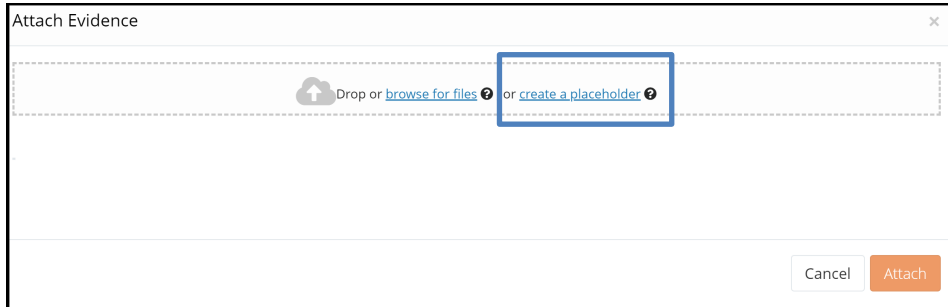 Attach Evidence ×
Drop or browse for files ? or create a placeholder ?
Cancel Attach